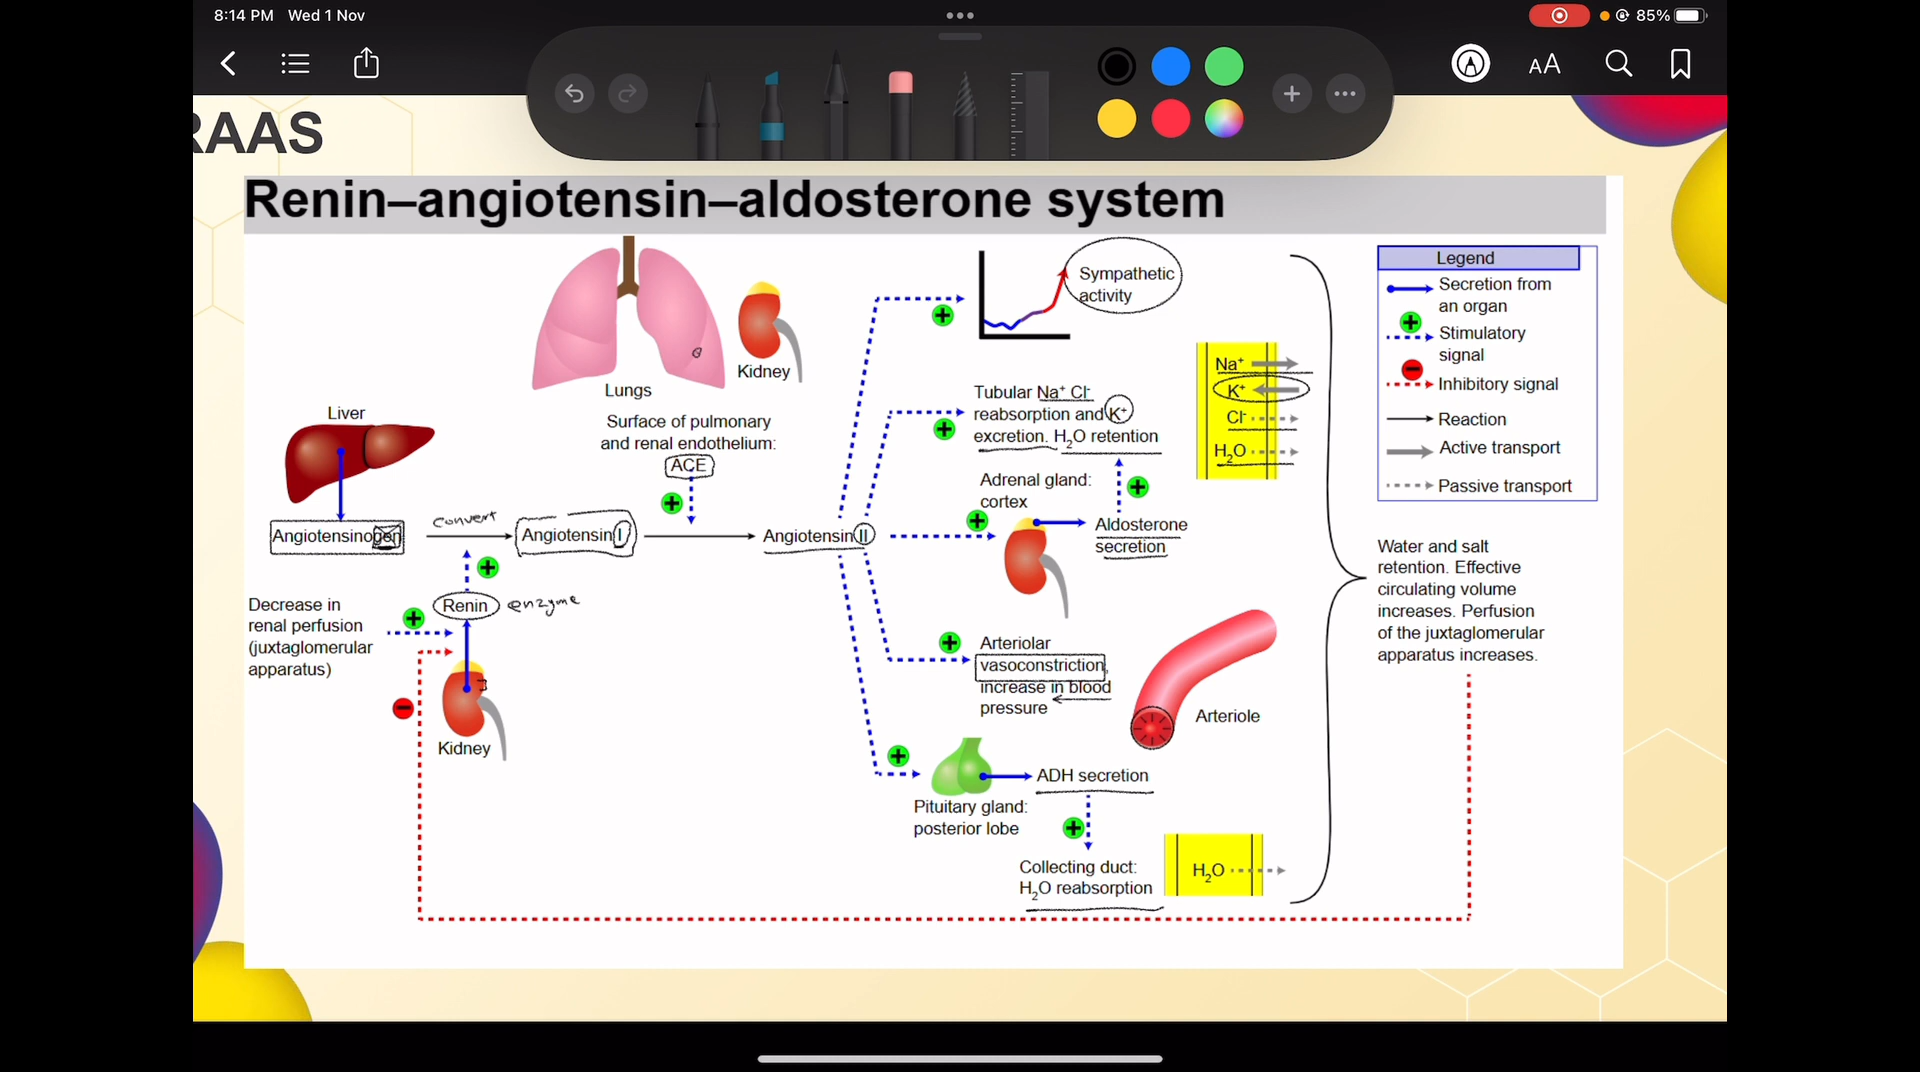 8:14 PM Wed 1 Nov
85%
AA
RAAS
Renin–angiotensin–aldosterone system
Lungs
Kidney
Surface of pulmonary
and renal endothelium:
ACE
Liver
Angiotensinogen
convert
Angiotensin I
Angiotensin II
Decrease in
renal perfusion
(juxtaglomerular
apparatus)
Renin
enzyme
Kidney
Sympathetic
activity
Tubular Na⁺ Cl⁻
reabsorption and K⁺
excretion. H₂O retention
Adrenal gland:
cortex
Aldosterone
secretion
Arteriolar
vasoconstriction,
increase in blood
pressure
Arteriole
ADH secretion
Pituitary gland:
posterior lobe
Collecting duct:
H₂O reabsorption
H₂O
Na⁺
K⁺
Cl⁻
H₂O
Legend
Secretion from
an organ
Stimulatory
signal
Inhibitory signal
Reaction
Active transport
Passive transport
Water and salt
retention. Effective
circulating volume
increases. Perfusion
of the juxtaglomerular
apparatus increases.